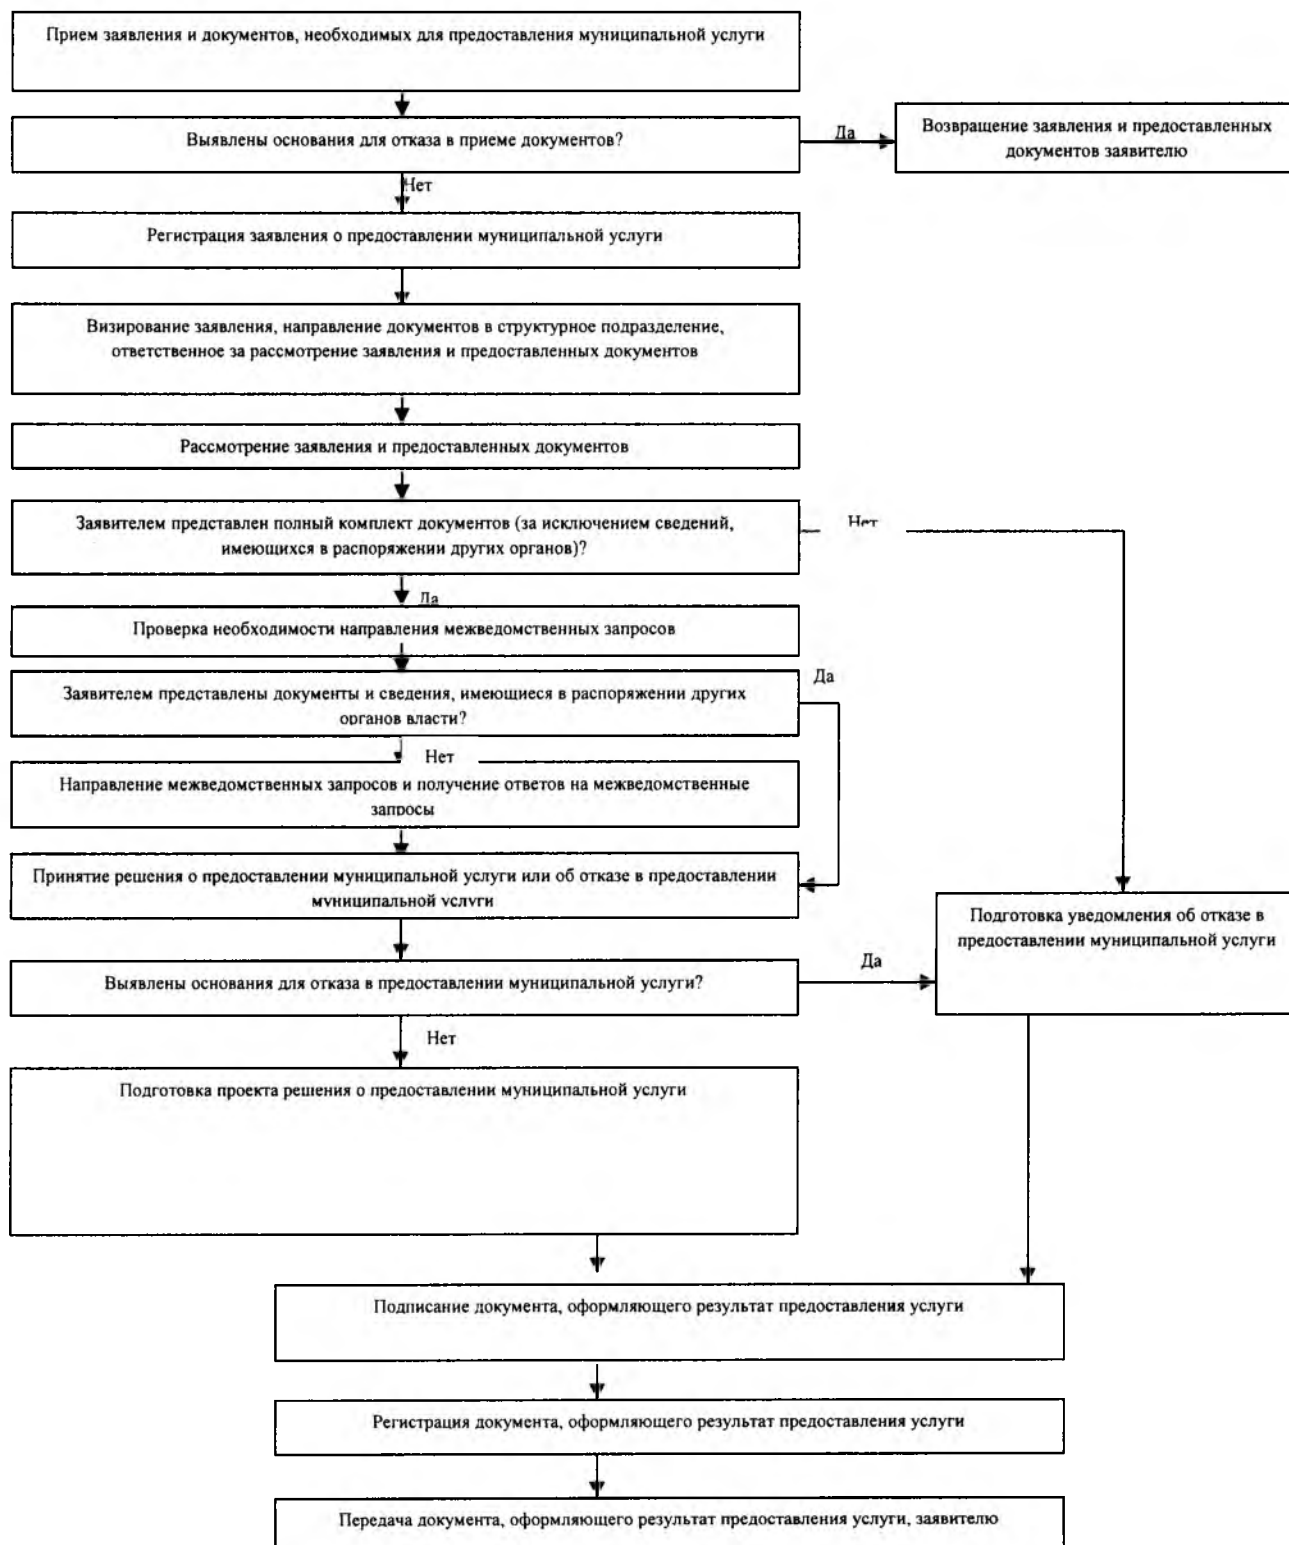 Прием заявления и документов, необходимых для предоставления муниципальной услуги
Выявлены основания для отказа в приеме документов?
Да
Возвращение заявления и предоставленных
документов заявителю
Нет
Регистрация заявления о предоставлении муниципальной услуги
Визирование заявления, направление документов в структурное подразделение,
ответственное за рассмотрение заявления и предоставленных документов
Рассмотрение заявления и предоставленных документов
Заявителем представлен полный комплект документов (за исключением сведений,
имеющихся в распоряжении других органов)?
Нет
Да
Проверка необходимости направления межведомственных запросов
Заявителем представлены документы и сведения, имеющиеся в распоряжении других
органов власти?
Да
Нет
Направление межведомственных запросов и получение ответов на межведомственные
запросы
Принятие решения о предоставлении муниципальной услуги или об отказе в предоставлении
муниципальной услуги
Подготовка уведомления об отказе в
предоставлении муниципальной услуги
Выявлены основания для отказа в предоставлении муниципальной услуги?
Да
Нет
Подготовка проекта решения о предоставлении муниципальной услуги
Подписание документа, оформляющего результат предоставления услуги
Регистрация документа, оформляющего результат предоставления услуги
Передача документа, оформляющего результат предоставления услуги, заявителю